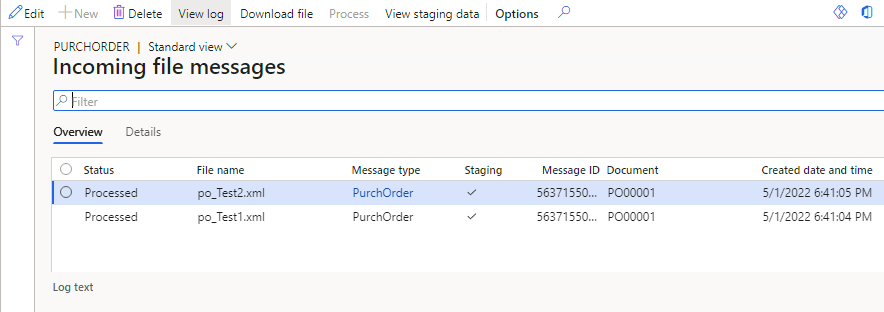 Edit New Delete View log Download file Process View staging data Options
PURCHORDER | Standard view
Incoming file messages
Filter
Overview Details
Status File name Message type Staging Message ID Document Created date and time
Processed po_Test2.xml PurchOrder 56371550... PO00001 5/1/2022 6:41:05 PM
Processed po_Test1.xml PurchOrder 56371550... PO00001 5/1/2022 6:41:04 PM
Log text